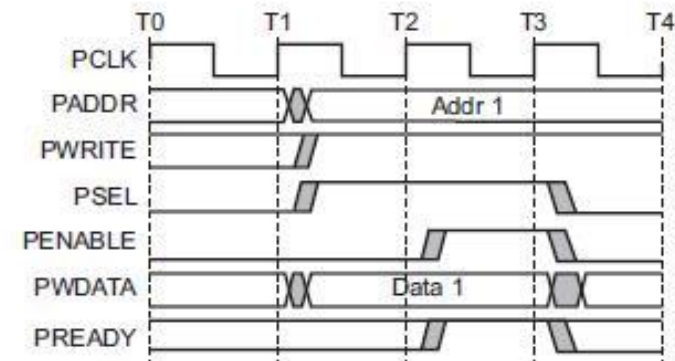 T0 T1 T2 T3 T4
PCLK
PADDR Addr 1
PWRITE
PSEL
PENABLE
PWDATA Data 1
PREADY